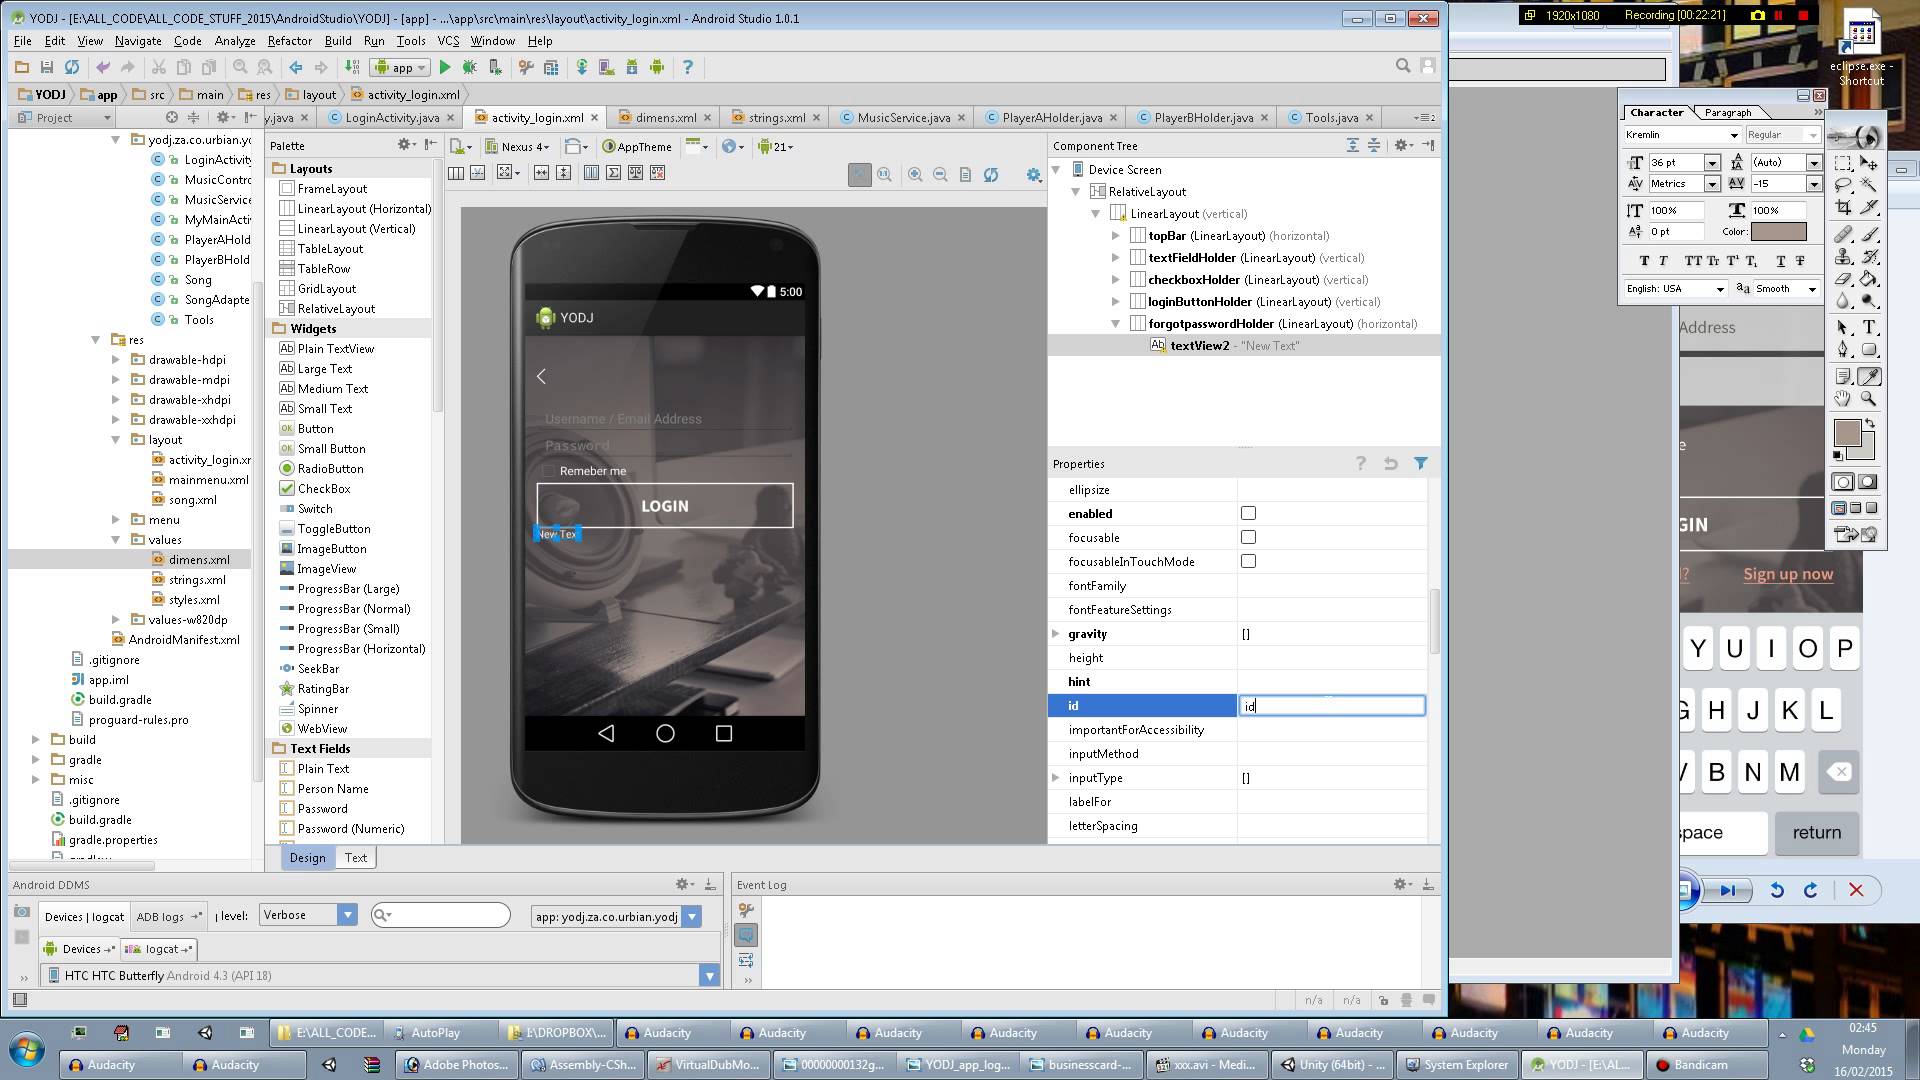 YODJ - [E:\ALL_CODE\ALL_CODE_STUFF_2015\AndroidStudio\YODJ] - [app] - ...\app\src\main\res\layout\activity_login.xml - Android Studio 1.0.1
1920x1080 Recording [00:22:21]
File Edit View Navigate Code Analyze Refactor Build Run Tools VCS Window Help
app
eclipse.exe - Shortcut
YODJ app src main res layout activity_login.xml
Project
y.java LoginActivity.java activity_login.xml dimens.xml strings.xml MusicService.java PlayerAHolder.java PlayerBHolder.java Tools.java
yodj.za.co.urbian.yo
LoginActivity
MusicContro
MusicService
MyMainActi
PlayerAHold
PlayerBHold
Song
SongAdapte
Tools
res
drawable-hdpi
drawable-mdpi
drawable-xhdpi
drawable-xxhdpi
layout
activity_login.xr
mainmenu.xml
song.xml
menu
values
dimens.xml
strings.xml
styles.xml
values-w820dp
AndroidManifest.xml
.gitignore
app.iml
build.gradle
proguard-rules.pro
build
gradle
misc
.gitignore
build.gradle
gradle.properties
Palette
Layouts
FrameLayout
LinearLayout (Horizontal)
LinearLayout (Vertical)
TableLayout
TableRow
GridLayout
RelativeLayout
Widgets
Plain TextView
Large Text
Medium Text
Small Text
Button
Small Button
RadioButton
CheckBox
Switch
ToggleButton
ImageButton
ImageView
ProgressBar (Large)
ProgressBar (Normal)
ProgressBar (Small)
ProgressBar (Horizontal)
SeekBar
RatingBar
Spinner
WebView
Text Fields
Plain Text
Person Name
Password
Password (Numeric)
Design Text
Nexus 4 AppTheme 21
5:00
YODJ
Username / Email Address
Password
Remeber me
LOGIN
New Tex
Component Tree
Device Screen
RelativeLayout
LinearLayout (vertical)
topBar (LinearLayout) (horizontal)
textFieldHolder (LinearLayout) (vertical)
checkboxHolder (LinearLayout) (vertical)
loginButtonHolder (LinearLayout) (vertical)
forgotpasswordHolder (LinearLayout) (horizontal)
textView2 - "New Text"
Properties
ellipsize
enabled
focusable
focusableInTouchMode
fontFamily
fontFeatureSettings
gravity []
height
hint
id id
importantForAccessibility
inputMethod
inputType []
labelFor
letterSpacing
Character Paragraph
Kremlin Regular
36 pt (Auto)
Metrics -15
100% 100%
0 pt Color:
English: USA Smooth
Address
e
GIN
? Sign up now
Y U I O P
G H J K L
V B N M
space return
Android DDMS
Devices | logcat ADB logs level: Verbose app: yodj.za.co.urbian.yodj
Devices logcat
HTC HTC Butterfly Android 4.3 (API 18)
Event Log
n/a n/a
E:\ALL_CODE... AutoPlay I:\DROPBOX\... Audacity Audacity Audacity Audacity Audacity Audacity Audacity Audacity Audacity Audacity
Audacity Audacity Adobe Photos... Assembly-CSh... VirtualDubMo... 00000000132g... YODJ_app_log... businesscard-... xxx.avi - Medi... Unity (64bit) - ... System Explorer YODJ - [E:\AL... Bandicam
02:45
Monday
16/02/2015